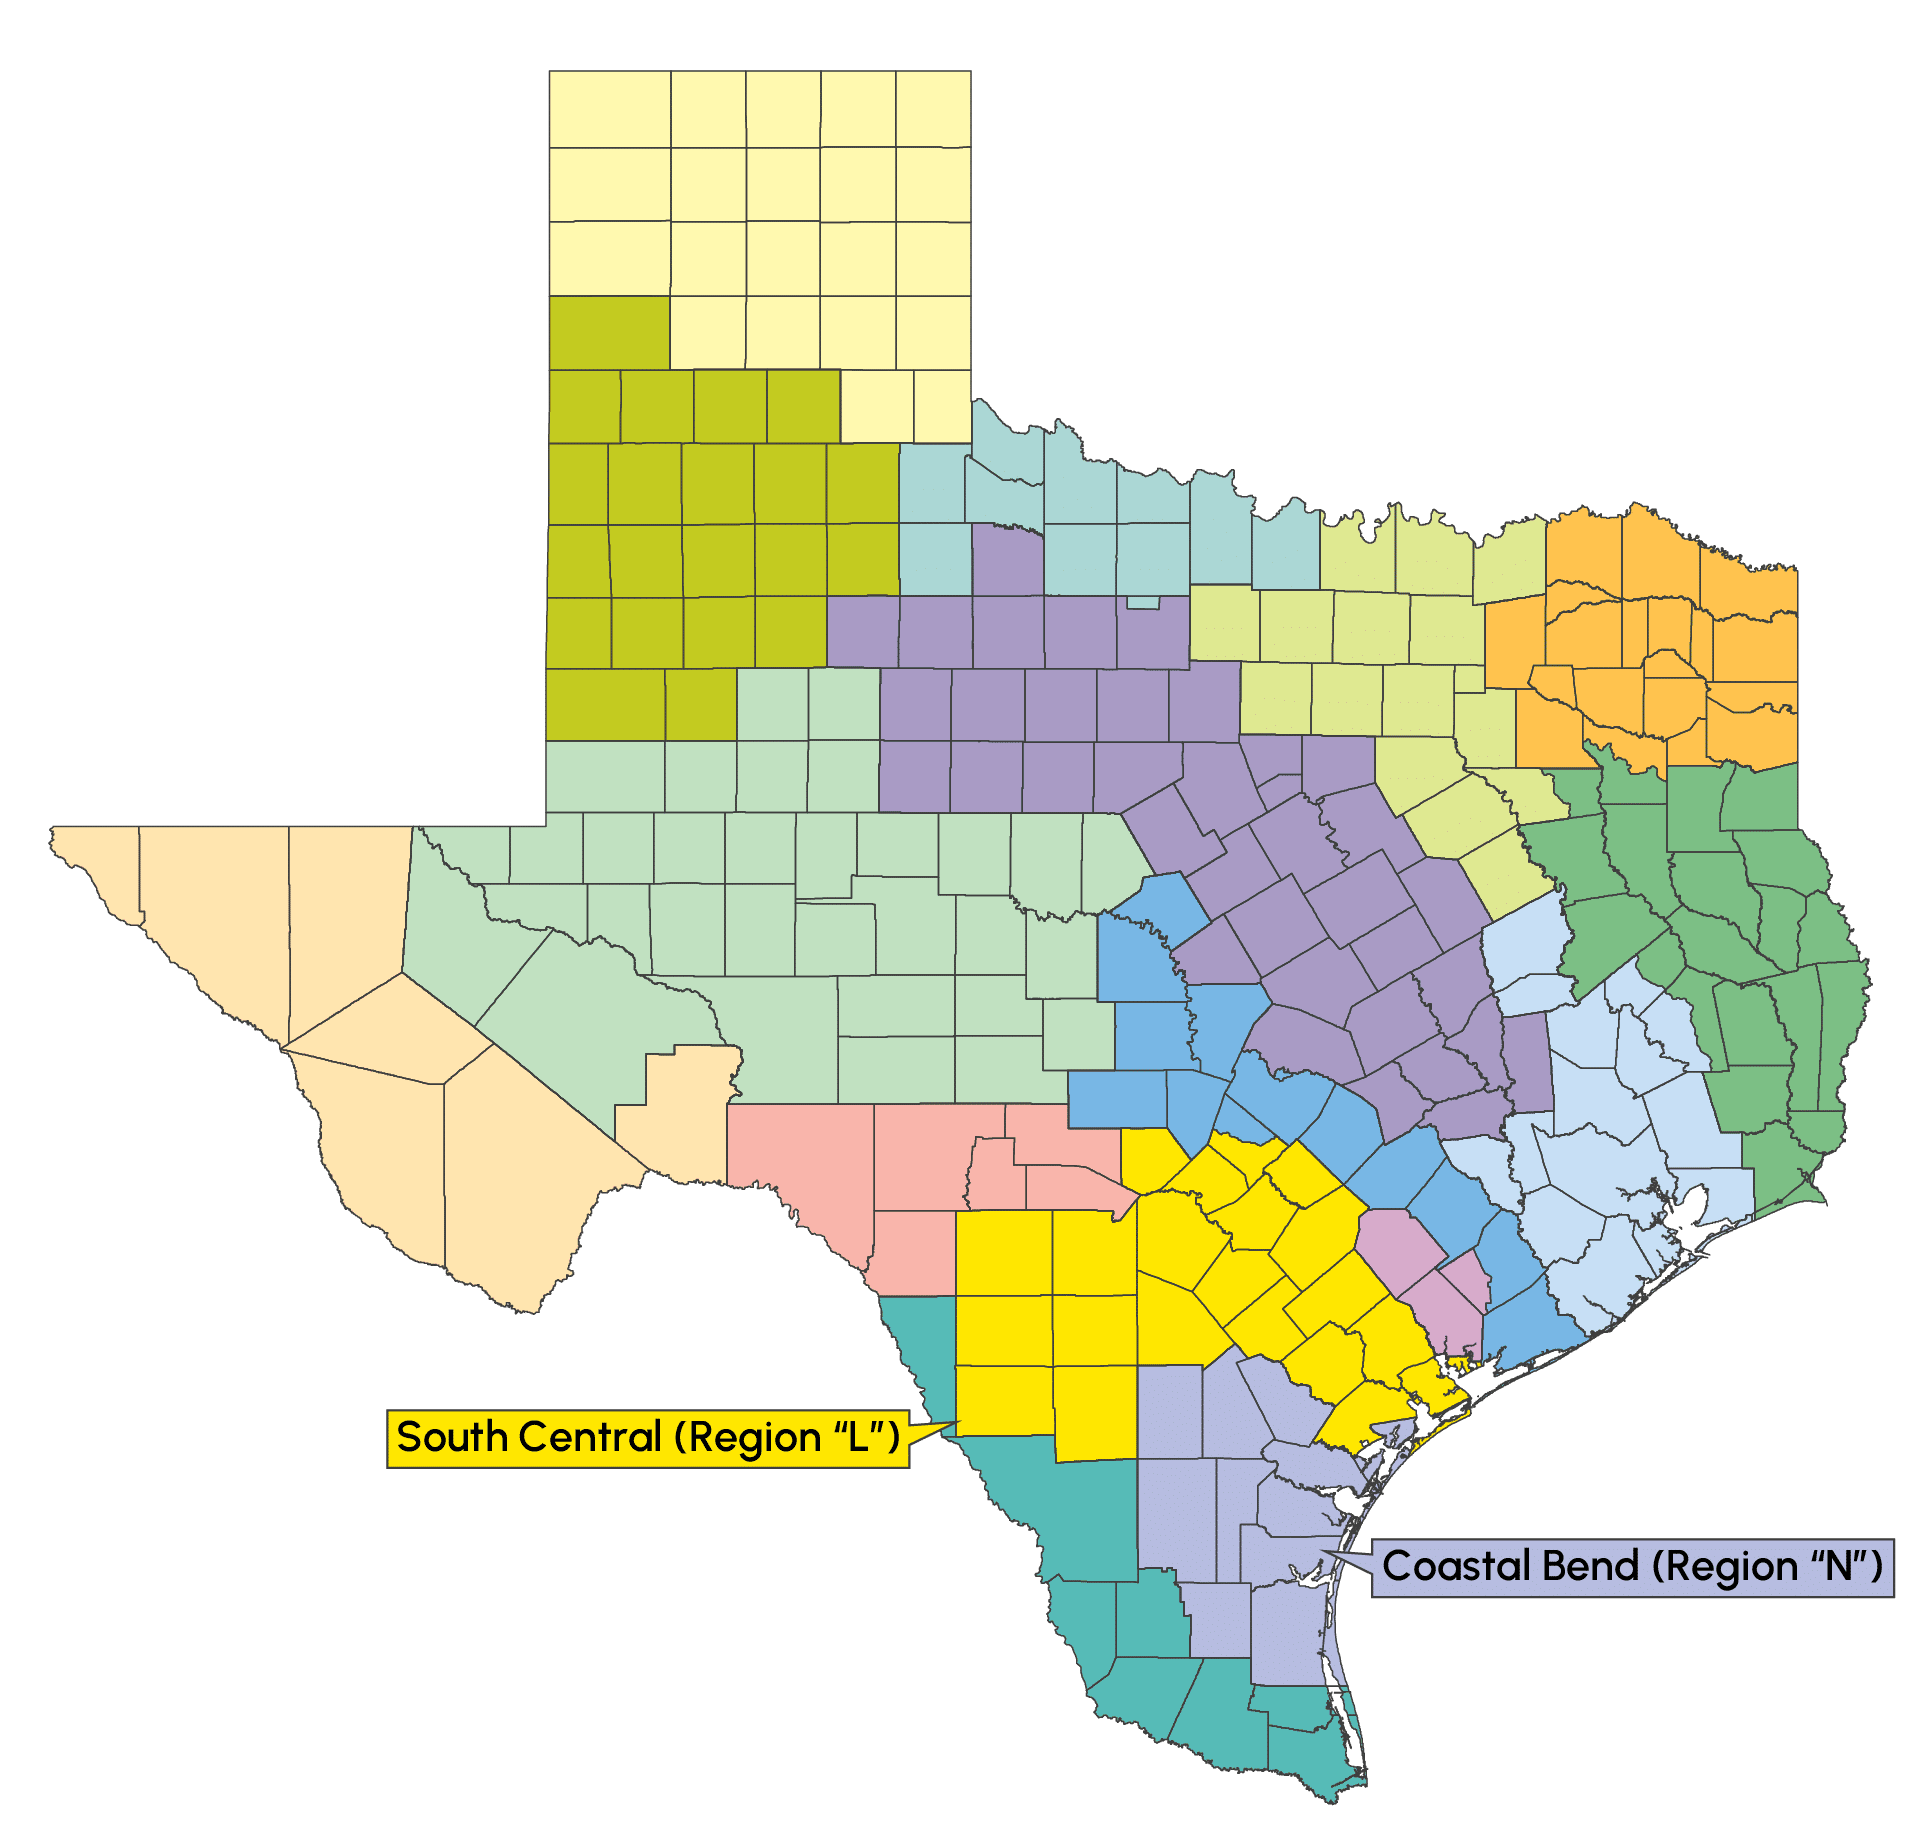 South Central (Region “L”)
Coastal Bend (Region “N”)